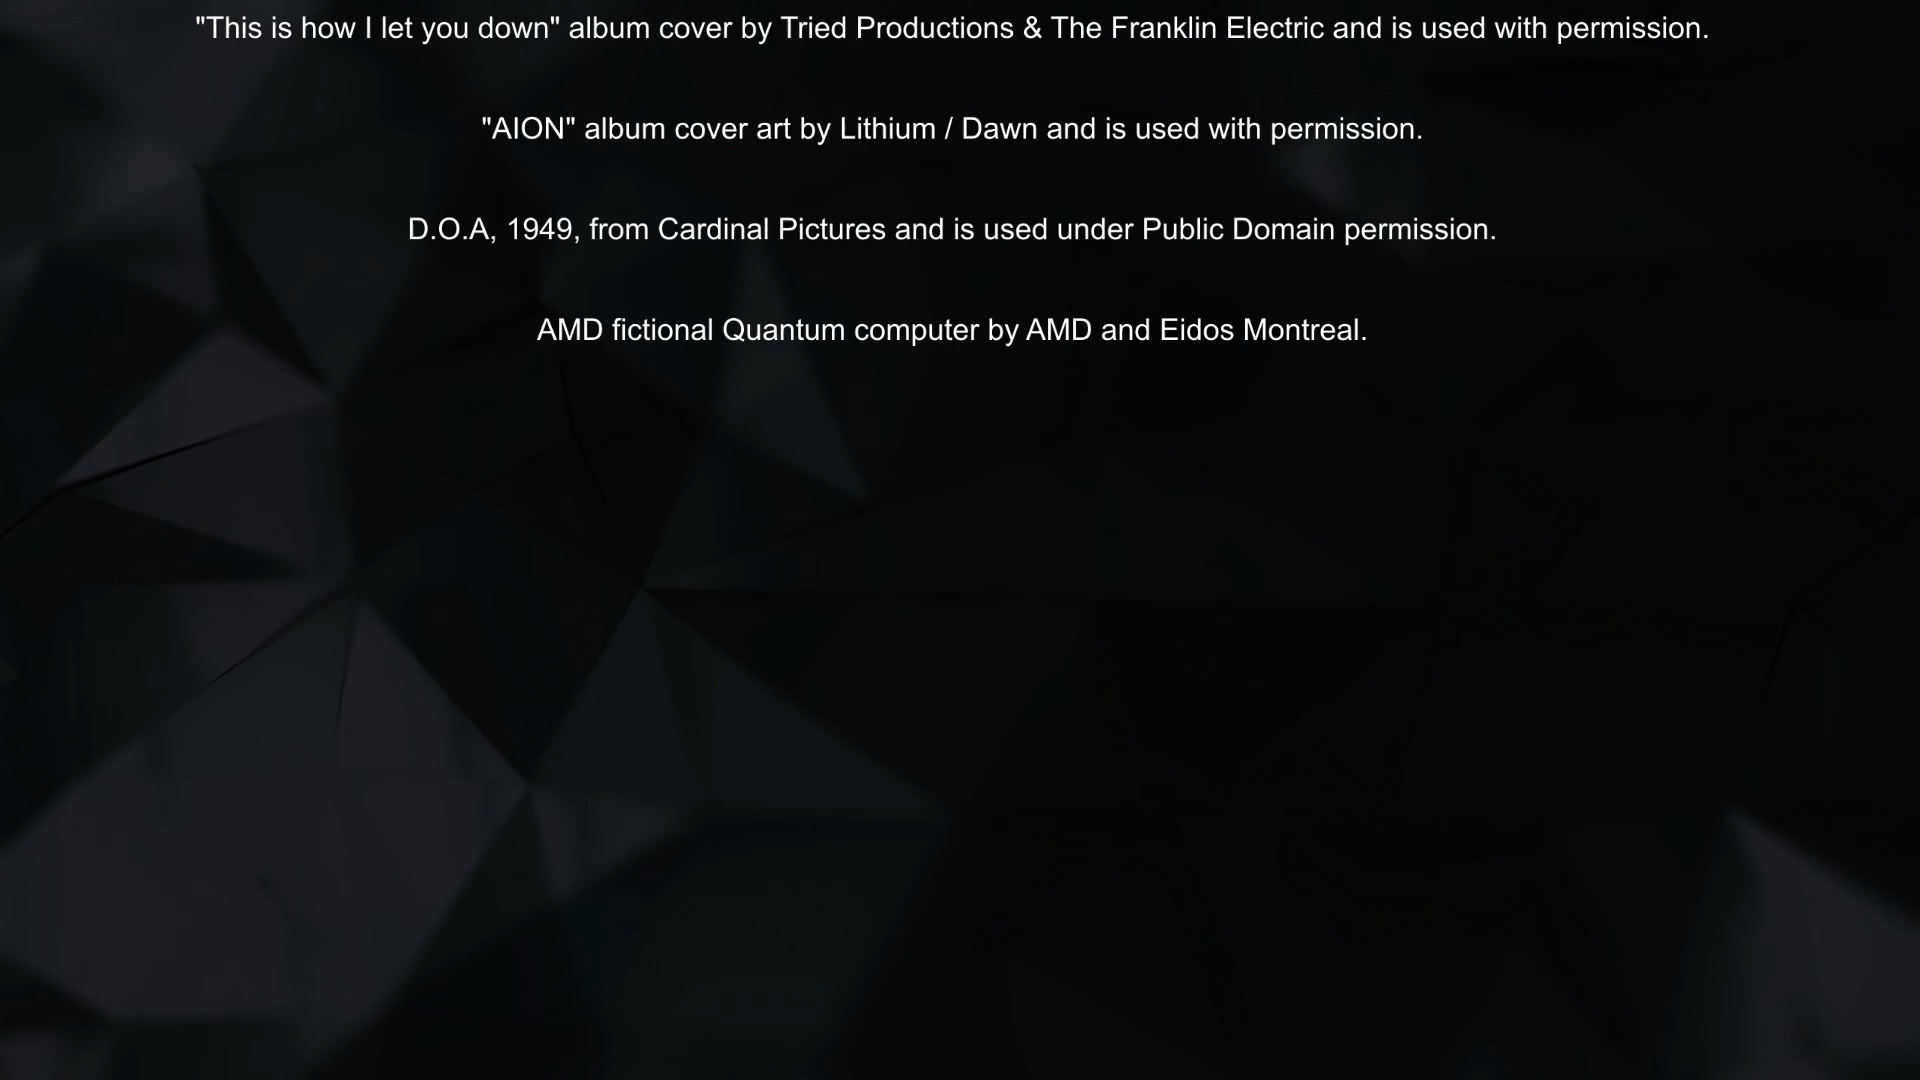 "This is how I let you down" album cover by Tried Productions & The Franklin Electric and is used with permission.
"AION" album cover art by Lithium / Dawn and is used with permission.
D.O.A, 1949, from Cardinal Pictures and is used under Public Domain permission.
AMD fictional Quantum computer by AMD and Eidos Montreal.